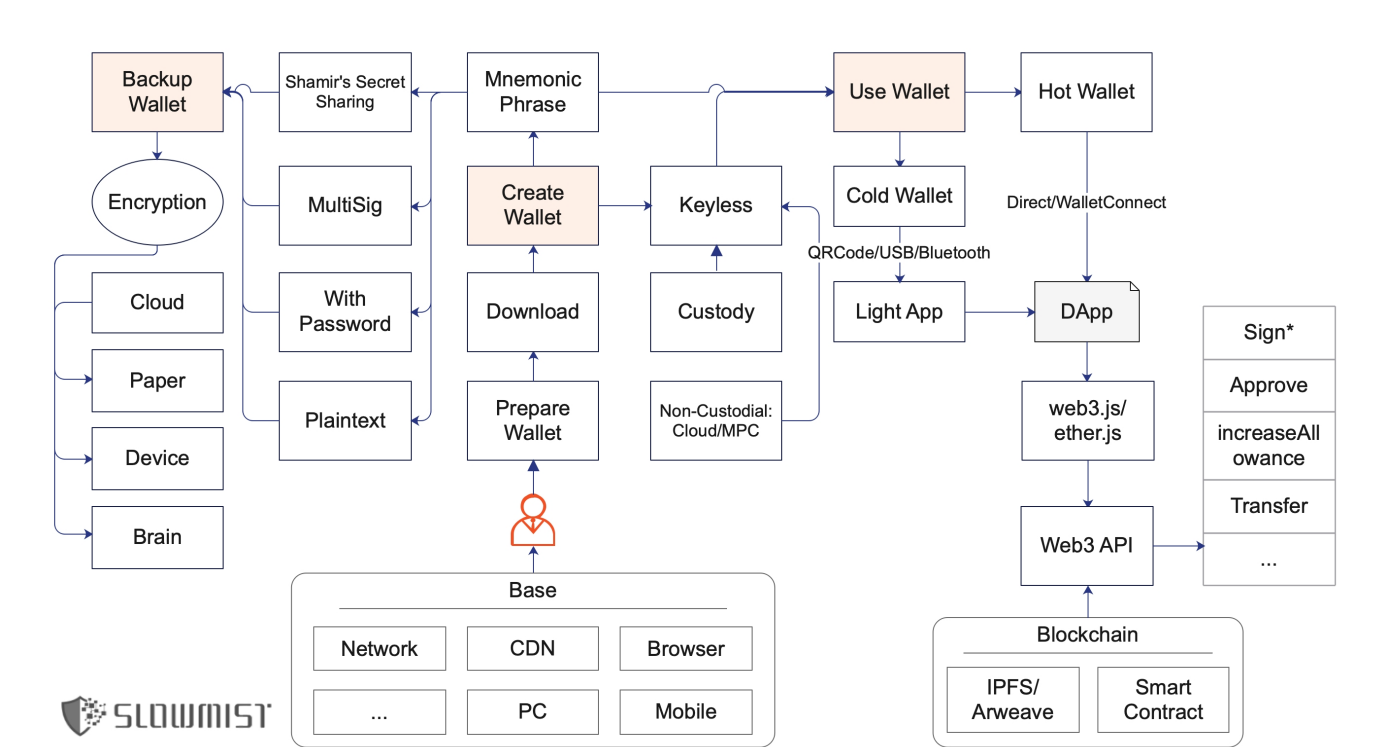 Backup
Wallet
Shamir's Secret
Sharing
Mnemonic
Phrase
Use Wallet
Hot Wallet
Encryption
MultiSig
Create
Wallet
Keyless
Cold Wallet
Direct/WalletConnect
QRCode/USB/Bluetooth
Cloud
With
Password
Download
Custody
Light App
DApp
Sign*
Paper
Plaintext
Prepare
Wallet
Non-Custodial:
Cloud/MPC
web3.js/
ether.js
Approve
increaseAll
owance
Device
Transfer
Brain
Web3 API
...
Base
Network
CDN
Browser
...
PC
Mobile
Blockchain
IPFS/
Arweave
Smart
Contract
SLOWMIST